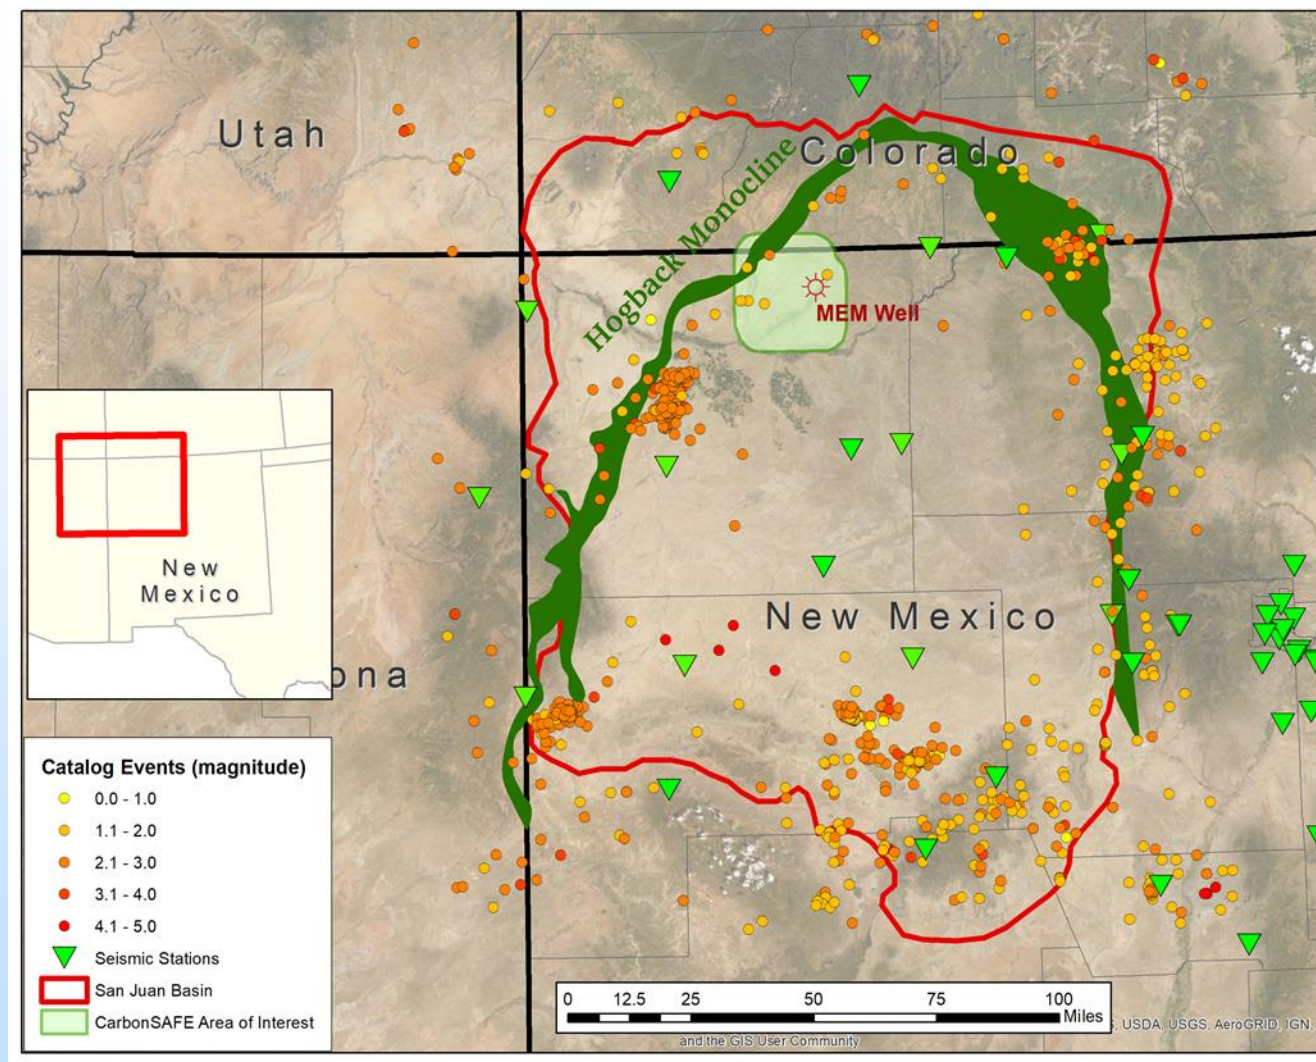 Utah
Colorado
Hogback Monocline
MEM Well
New
Mexico
New Mexico
ona
Catalog Events (magnitude)
0.0 - 1.0
1.1 - 2.0
2.1 - 3.0
3.1 - 4.0
4.1 - 5.0
Seismic Stations
San Juan Basin
CarbonSAFE Area of Interest
0 12.5 25 50 75 100
Miles
, USDA, USGS, AeroGRID, IGN,
and the GIS User Community